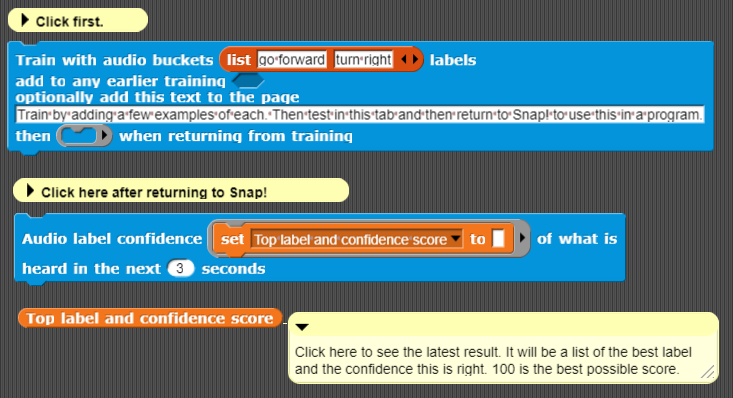 Click first.
Train with audio buckets list go forward turn right labels
add to any earlier training
optionally add this text to the page
Train by adding a few examples of each. Then test in this tab and then return to Snap! to use this in a program.
then when returning from training
Click here after returning to Snap!
Audio label confidence set Top label and confidence score to of what is
heard in the next 3 seconds
Top label and confidence score
Click here to see the latest result. It will be a list of the best label
and the confidence this is right. 100 is the best possible score.